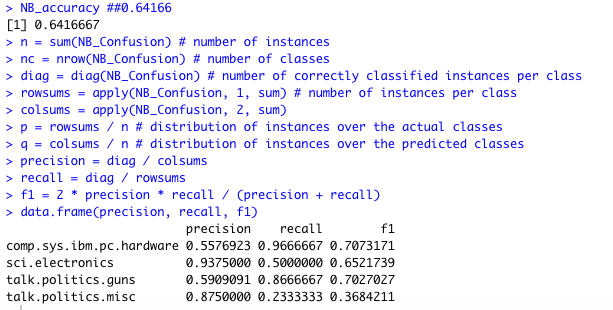 > NB_accuracy ##0.64166
[1] 0.6416667
> n = sum(NB_Confusion) # number of instances
> nc = nrow(NB_Confusion) # number of classes
> diag = diag(NB_Confusion) # number of correctly classified instances per class
> rowsums = apply(NB_Confusion, 1, sum) # number of instances per class
> colsums = apply(NB_Confusion, 2, sum)
> p = rowsums / n # distribution of instances over the actual classes
> q = colsums / n # distribution of instances over the predicted classes
> precision = diag / colsums
> recall = diag / rowsums
> f1 = 2 * precision * recall / (precision + recall)
> data.frame(precision, recall, f1)
precision recall f1
comp.sys.ibm.pc.hardware 0.5576923 0.9666667 0.7073171
sci.electronics 0.9375000 0.5000000 0.6521739
talk.politics.guns 0.5909091 0.8666667 0.7027027
talk.politics.misc 0.8750000 0.2333333 0.3684211